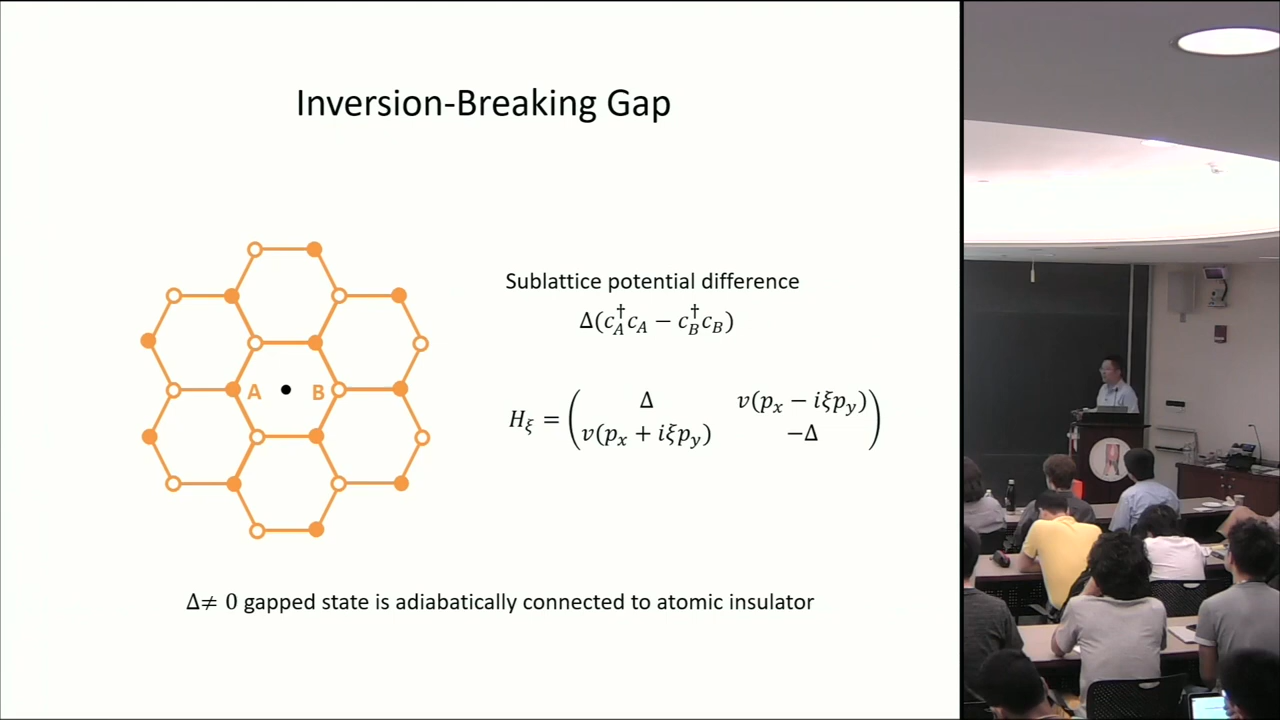 Inversion-Breaking Gap
Sublattice potential difference
Δ(c_A^† c_A − c_B^† c_B)
A B
H_ξ = ( Δ v(p_x − iξp_y)
v(p_x + iξp_y) −Δ )
Δ≠ 0 gapped state is adiabatically connected to atomic insulator